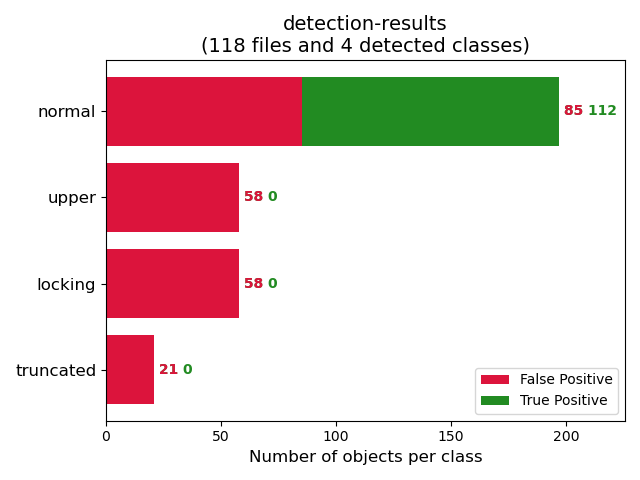 detection-results
(118 files and 4 detected classes)
normal
85 112
upper
58 0
locking
58 0
truncated
21 0
False Positive
True Positive
0 50 100 150 200
Number of objects per class